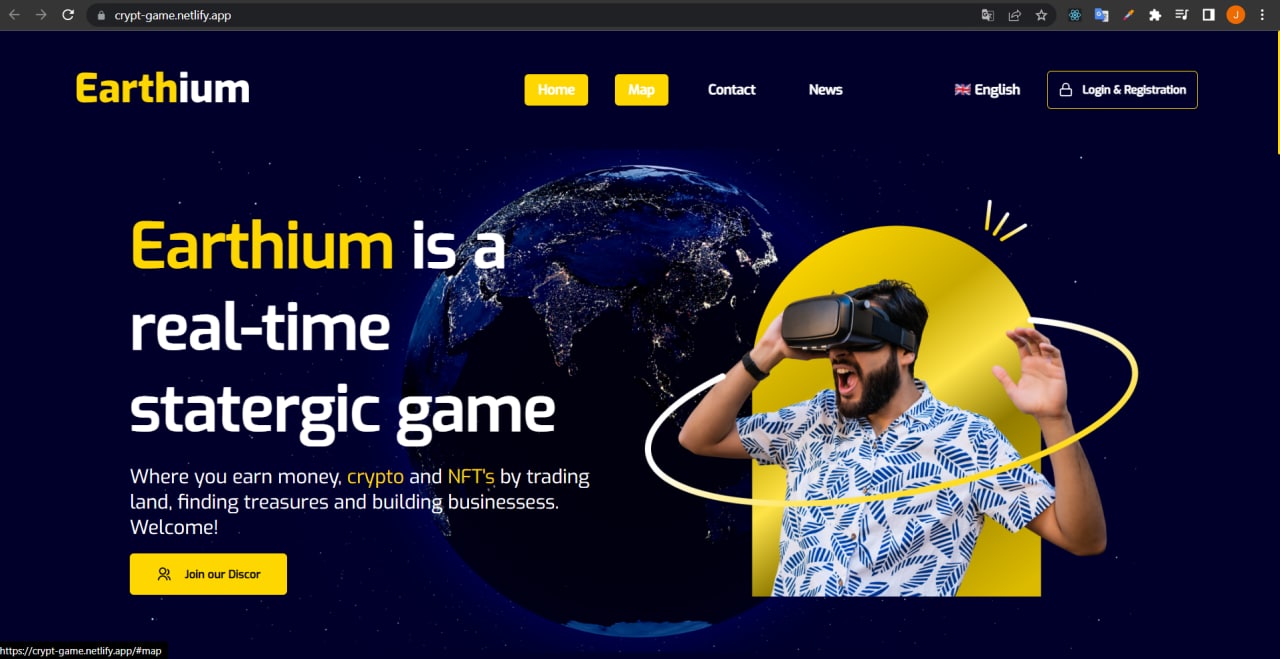 crypt-game.netlify.app
J
Earthium
Home
Map
Contact
News
English
Login & Registration
Earthium is a
real-time
statergic game
Where you earn money, crypto and NFT's by trading
land, finding treasures and building businessess.
Welcome!
Join our Discor
https://crypt-game.netlify.app/#map